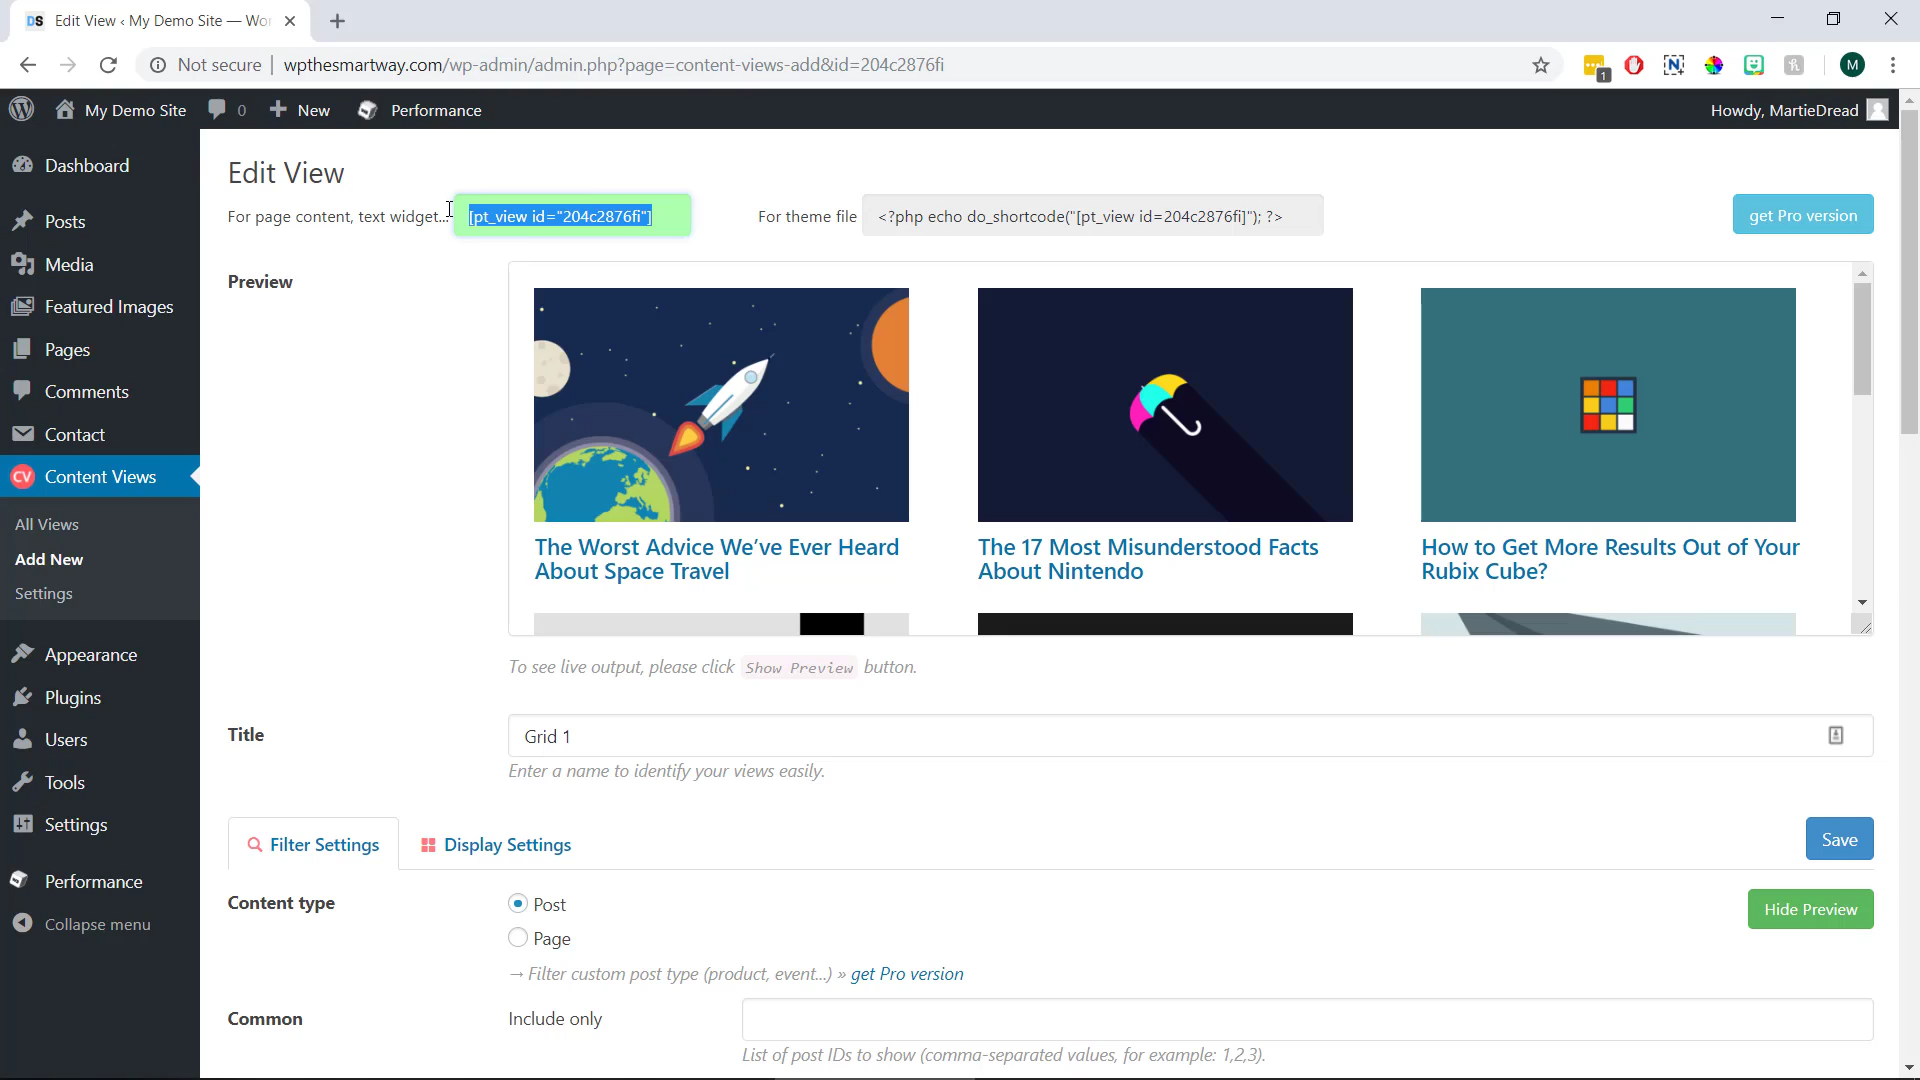 DS Edit View ‹ My Demo Site — Wor
Not secure | wpthesmartway.com/wp-admin/admin.php?page=content-views-add&id=204c2876fi
1
M
My Demo Site 0 New Performance
Howdy, MartieDread
Dashboard
Posts
Media
Featured Images
Pages
Comments
Contact
CV Content Views
All Views
Add New
Settings
Appearance
Plugins
Users
Tools
Settings
Performance
Collapse menu
Edit View
For page content, text widget... [pt_view id="204c2876fi"] For theme file <?php echo do_shortcode("[pt_view id=204c2876fi]"); ?> get Pro version
Preview
The Worst Advice We've Ever Heard
About Space Travel
The 17 Most Misunderstood Facts
About Nintendo
How to Get More Results Out of Your
Rubix Cube?
To see live output, please click Show Preview button.
Title Grid 1
Enter a name to identify your views easily.
Filter Settings Display Settings Save
Content type Post Hide Preview
Page
→ Filter custom post type (product, event...) » get Pro version
Common Include only
List of post IDs to show (comma-separated values, for example: 1,2,3).